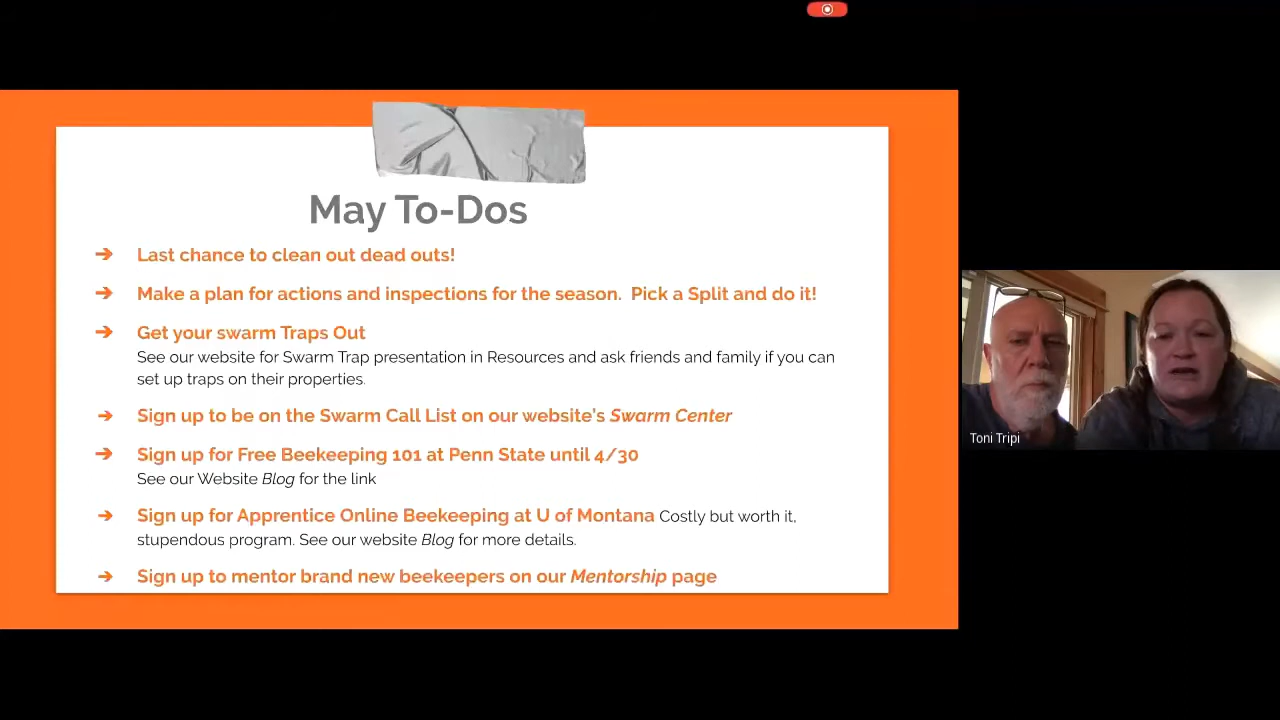 May To-Dos
➔ Last chance to clean out dead outs!
➔ Make a plan for actions and inspections for the season.  Pick a Split and do it!
➔ Get your swarm Traps Out
See our website for Swarm Trap presentation in Resources and ask friends and family if you can
set up traps on their properties.
➔ Sign up to be on the Swarm Call List on our website's Swarm Center
➔ Sign up for Free Beekeeping 101 at Penn State until 4/30
See our Website Blog for the link
➔ Sign up for Apprentice Online Beekeeping at U of Montana Costly but worth it,
stupendous program. See our website Blog for more details.
➔ Sign up to mentor brand new beekeepers on our Mentorship page
Toni Tripi